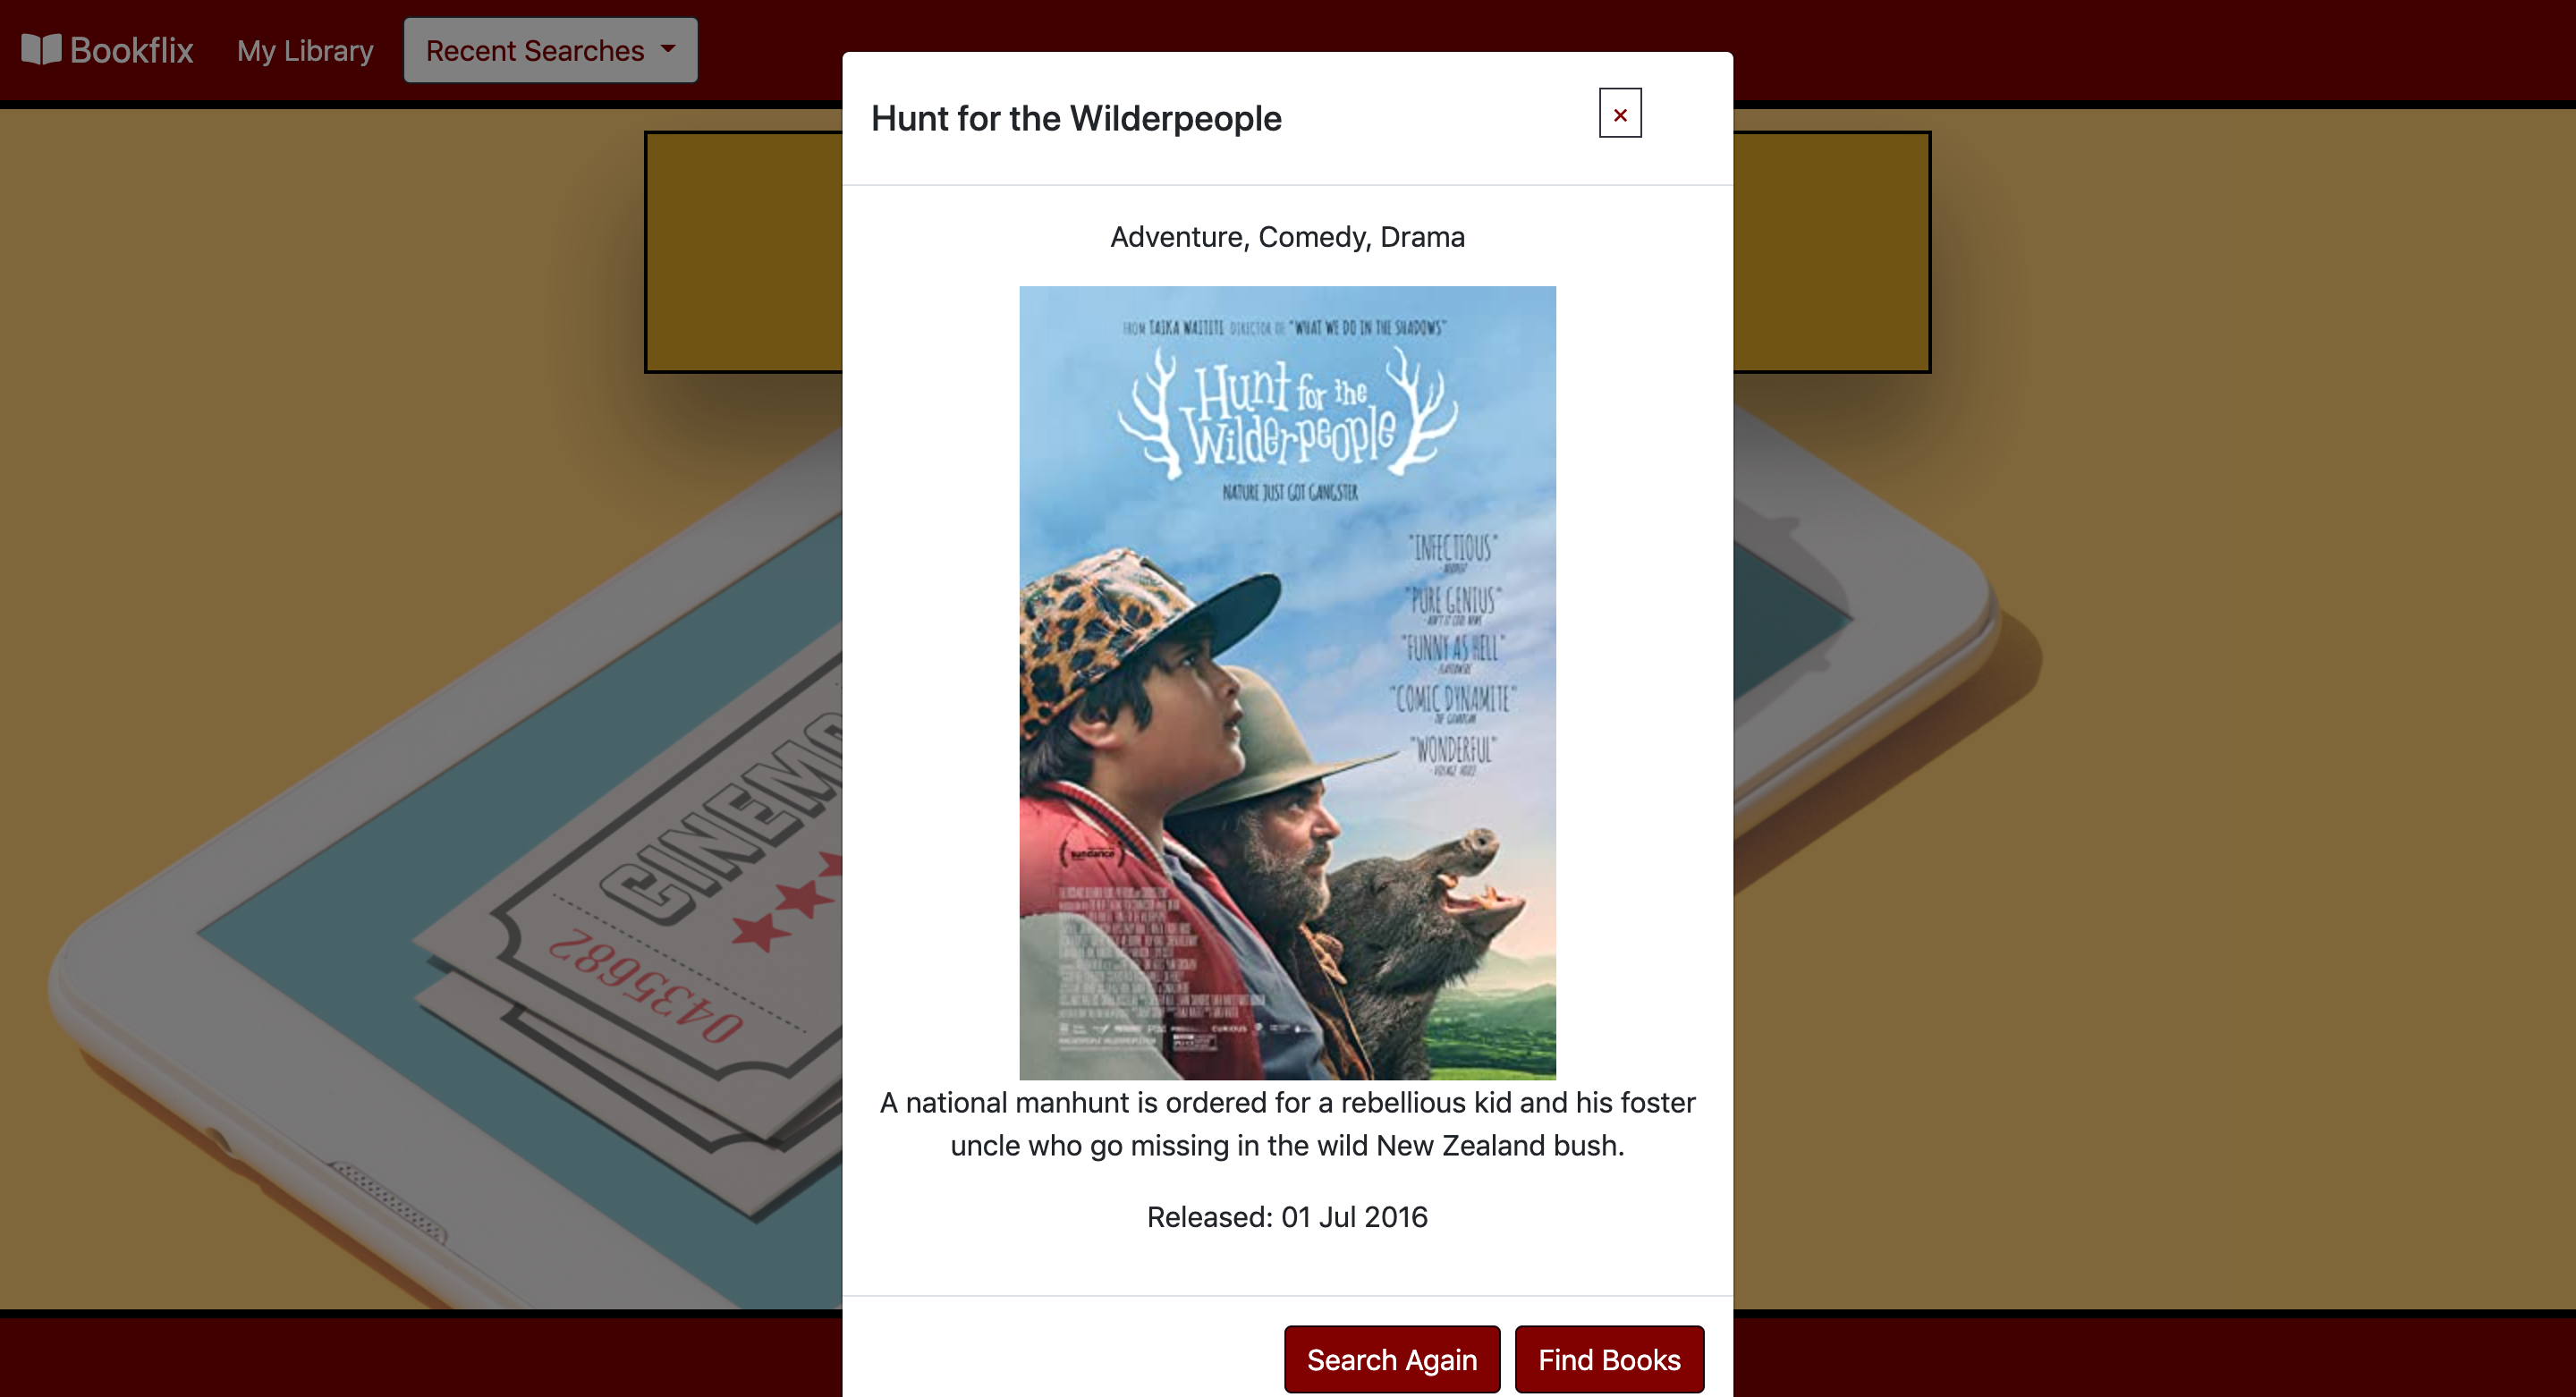 Bookflix My Library Recent Searches
Hunt for the Wilderpeople
×
Adventure, Comedy, Drama
FROM TAIKA WAITITI DIRECTOR OF "WHAT WE DO IN THE SHADOWS"
Hunt for the
Wilderpeople
NATURE JUST GOT GANGSTER
"INFECTIOUS"
"PURE GENIUS"
"FUNNY AS HELL"
"COMIC DYNAMITE"
"WONDERFUL"
sundance
CINEMA
0435682
A national manhunt is ordered for a rebellious kid and his foster
uncle who go missing in the wild New Zealand bush.
Released: 01 Jul 2016
Search Again Find Books